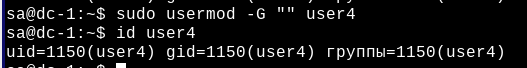 sa@dc-1:~$ sudo usermod -G "" user4
sa@dc-1:~$ id user4
uid=1150(user4) gid=1150(user4) группы=1150(user4)
sa@dc-1:~$